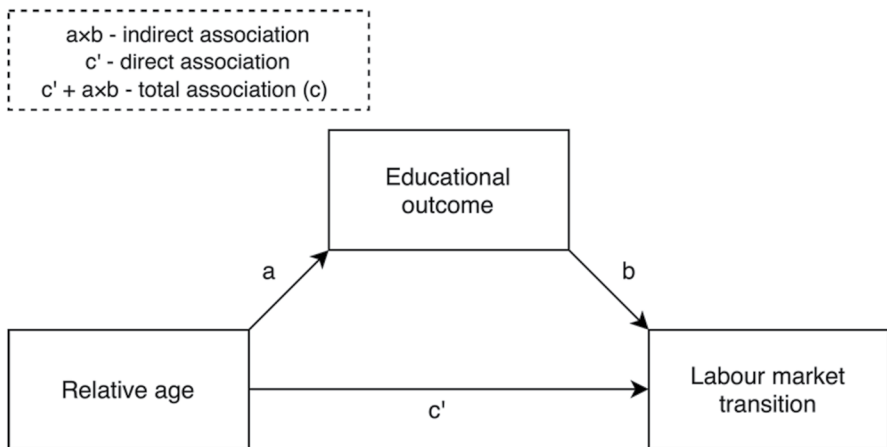 a×b - indirect association
c' - direct association
c' + a×b - total association (c)
Educational
outcome
a
b
Relative age
c'
Labour market
transition